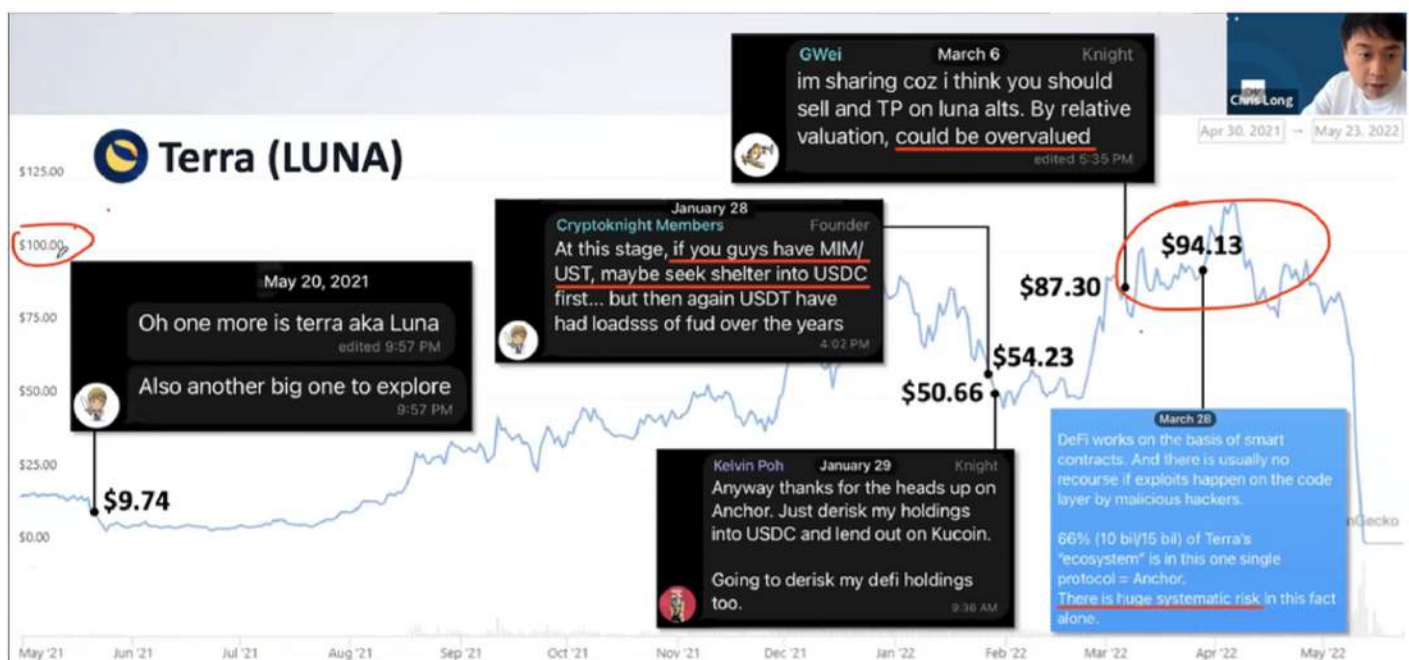 Chris Long
Apr 30, 2021 → May 23, 2022
Terra (LUNA)
$125.00
$100.00
$75.00
$50.00
$25.00
$0.00
May 20, 2021
Oh one more is terra aka Luna
edited 9:57 PM
Also another big one to explore
9:57 PM
$9.74
January 28
Cryptoknight Members Founder
At this stage, if you guys have MIM/
UST, maybe seek shelter into USDC
first... but then again USDT have
had loadsss of fud over the years
4:02 PM
$54.23
$50.66
Kelvin Poh January 29 Knight
Anyway thanks for the heads up on
Anchor. Just derisk my holdings
into USDC and lend out on Kucoin.
Going to derisk my defi holdings
too.
9:36 AM
GWei March 6 Knight
im sharing coz i think you should
sell and TP on luna alts. By relative
valuation, could be overvalued
edited 5:35 PM
$87.30
$94.13
March 28
DeFi works on the basis of smart
contracts. And there is usually no
recourse if exploits happen on the code
layer by malicious hackers.
66% (10 bil/15 bil) of Terra's
"ecosystem" is in this one single
protocol = Anchor.
There is huge systematic risk in this fact
alone.
nGecko
May '21 Jun '21 Jul '21 Aug '21 Sep '21 Oct '21 Nov '21 Dec '21 Jan '22 Feb '22 Mar '22 Apr '22 May '22